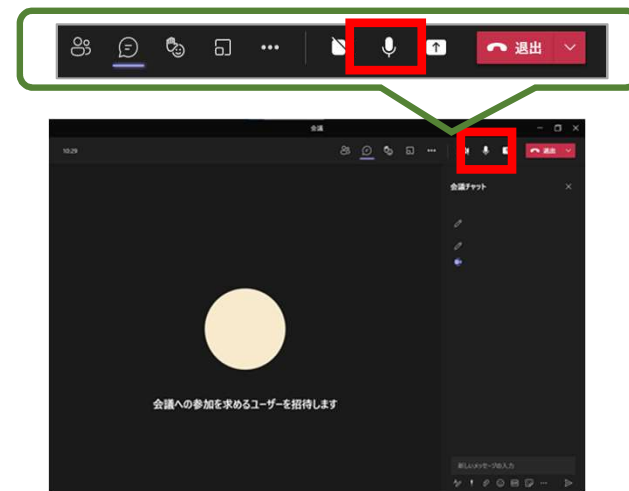 退出
会議
10:29
退出
会議チャット
会議への参加を求めるユーザーを招待します
新しいメッセージの入力